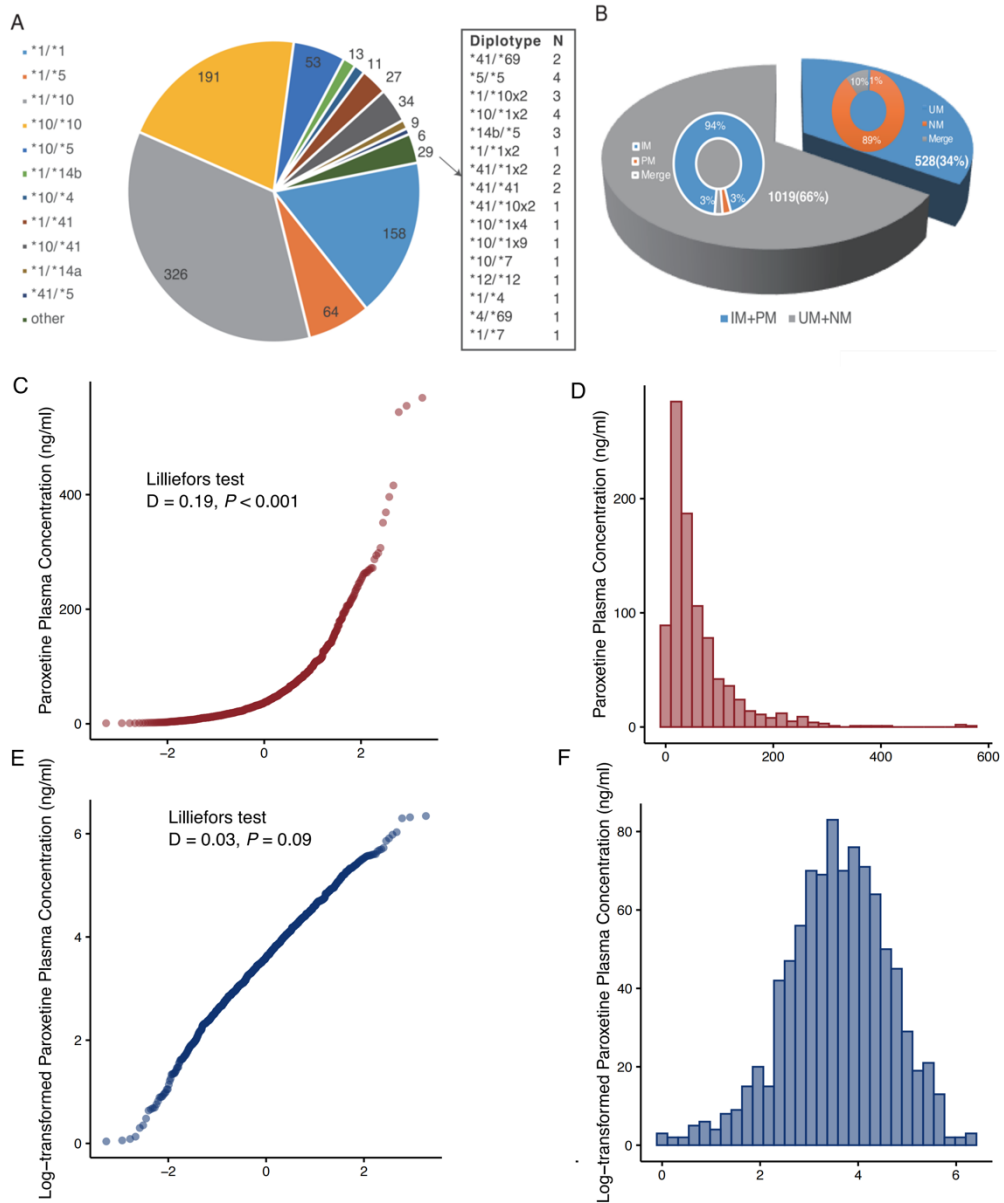 A
*1/*1
*1/*5
*1/*10
*10/*10
*10/*5
*1/*14b
*10/*4
*1/*41
*10/*41
*1/*14a
*41/*5
other
191
53
13
11
27
34
9
6
29
158
64
326
Diplotype N
*41/*69 2
*5/*5 4
*1/*10x2 3
*10/*1x2 4
*14b/*5 3
*1/*1x2 1
*41/*1x2 2
*41/*41 2
*41/*10x2 1
*10/*1x4 1
*10/*1x9 1
*10/*7 1
*12/*12 1
*1/*4 1
*4/*69 1
*1/*7 1
B
10%
1%
UM
NM
Merge
89%
528(34%)
94%
IM
PM
Merge
3%
3%
1019(66%)
IM+PM UM+NM
C
Paroxetine Plasma Concentration (ng/ml)
Lilliefors test
D = 0.19, P < 0.001
400
200
0
−2 0 2
D
Paroxetine Plasma Concentration (ng/ml)
200
100
0
0 200 400 600
E
Log−transformed Paroxetine Plasma Concentration (ng/ml)
Lilliefors test
D = 0.03, P = 0.09
6
4
2
0
−2 0 2
F
Log−transformed Paroxetine Plasma Concentration (ng/ml)
80
60
40
20
0
0 2 4 6